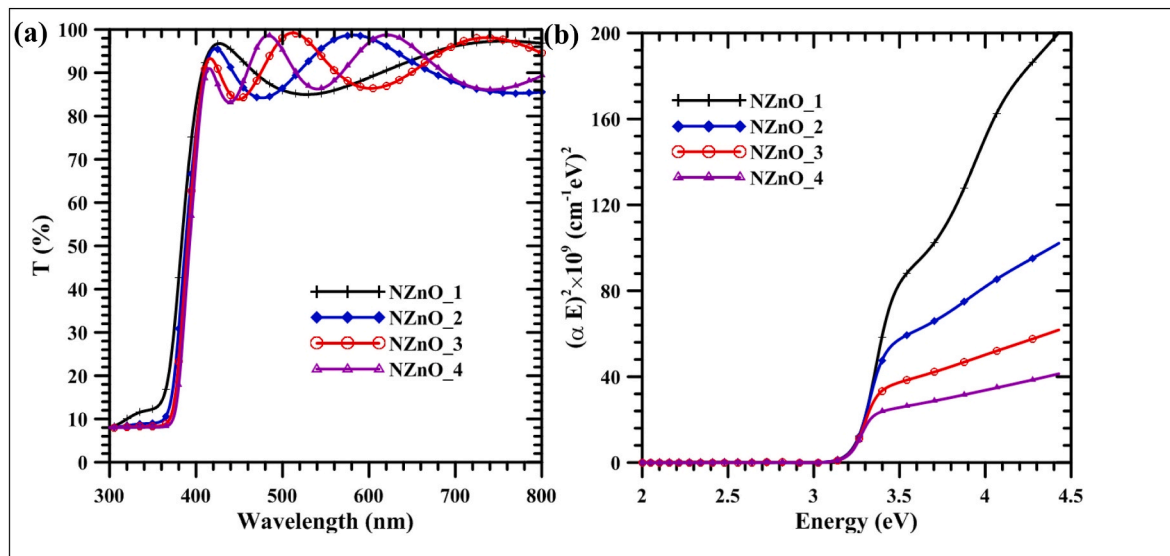 (a)
T (%)
100
90
80
70
60
50
40
30
20
10
0
NZnO_1
NZnO_2
NZnO_3
NZnO_4
300 400 500 600 700 800
Wavelength (nm)
(b)
(α E)²×10⁹ (cm⁻¹eV)²
200
160
120
80
40
0
NZnO_1
NZnO_2
NZnO_3
NZnO_4
2 2.5 3 3.5 4 4.5
Energy (eV)